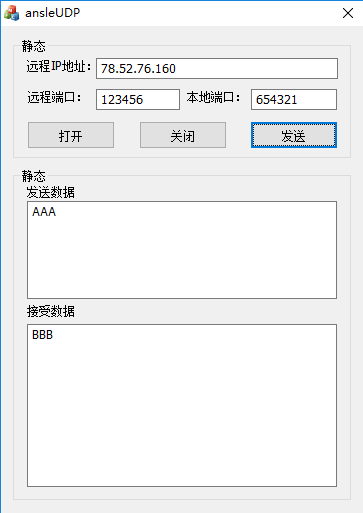 ansleUDP
静态
远程IP地址: 78.52.76.160
远程端口: 123456 本地端口: 654321
打开 关闭 发送
静态
发送数据
AAA
接受数据
BBB